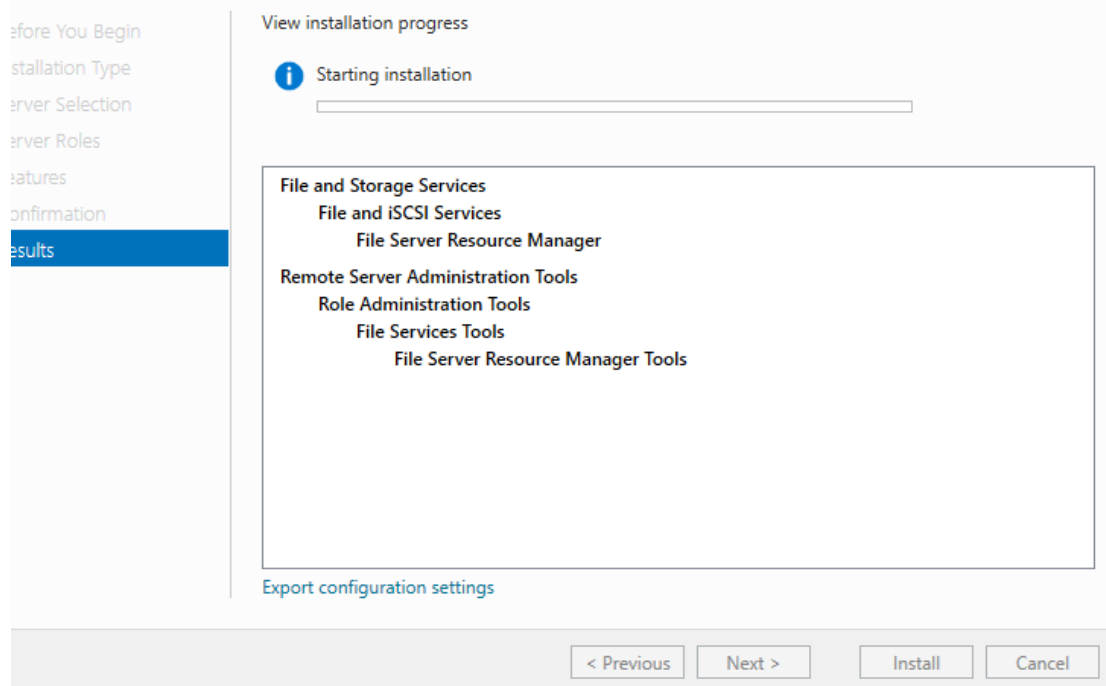 efore You Begin
stallation Type
erver Selection
erver Roles
eatures
onfirmation
esults
View installation progress
Starting installation
File and Storage Services
File and iSCSI Services
File Server Resource Manager
Remote Server Administration Tools
Role Administration Tools
File Services Tools
File Server Resource Manager Tools
Export configuration settings
< Previous Next > Install Cancel